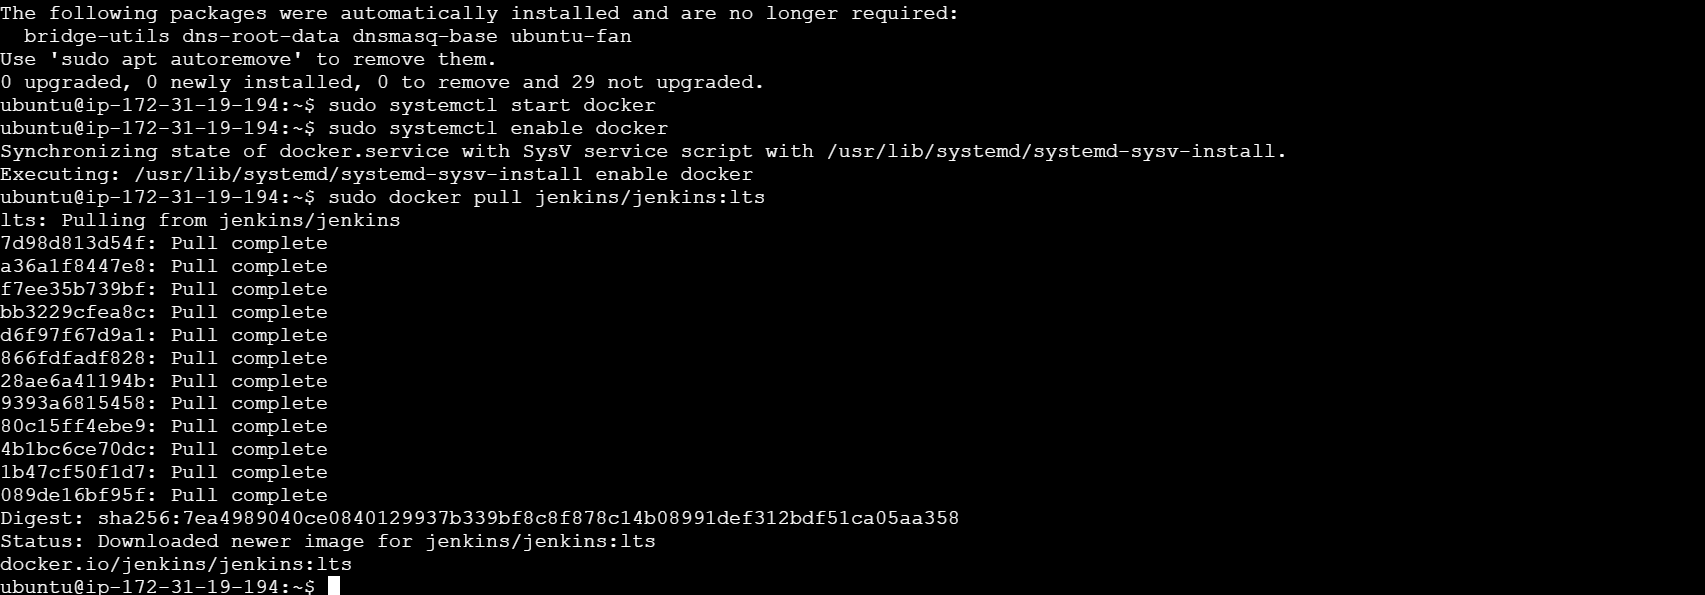 The following packages were automatically installed and are no longer required:
  bridge-utils dns-root-data dnsmasq-base ubuntu-fan
Use 'sudo apt autoremove' to remove them.
0 upgraded, 0 newly installed, 0 to remove and 29 not upgraded.
ubuntu@ip-172-31-19-194:~$ sudo systemctl start docker
ubuntu@ip-172-31-19-194:~$ sudo systemctl enable docker
Synchronizing state of docker.service with SysV service script with /usr/lib/systemd/systemd-sysv-install.
Executing: /usr/lib/systemd/systemd-sysv-install enable docker
ubuntu@ip-172-31-19-194:~$ sudo docker pull jenkins/jenkins:lts
lts: Pulling from jenkins/jenkins
7d98d813d54f: Pull complete
a36a1f8447e8: Pull complete
f7ee35b739bf: Pull complete
bb3229cfea8c: Pull complete
d6f97f67d9a1: Pull complete
866fdfadf828: Pull complete
28ae6a41194b: Pull complete
9393a6815458: Pull complete
80c15ff4ebe9: Pull complete
4b1bc6ce70dc: Pull complete
1b47cf50f1d7: Pull complete
089de16bf95f: Pull complete
Digest: sha256:7ea4989040ce0840129937b339bf8c8f878c14b08991def312bdf51ca05aa358
Status: Downloaded newer image for jenkins/jenkins:lts
docker.io/jenkins/jenkins:lts
ubuntu@ip-172-31-19-194:~$